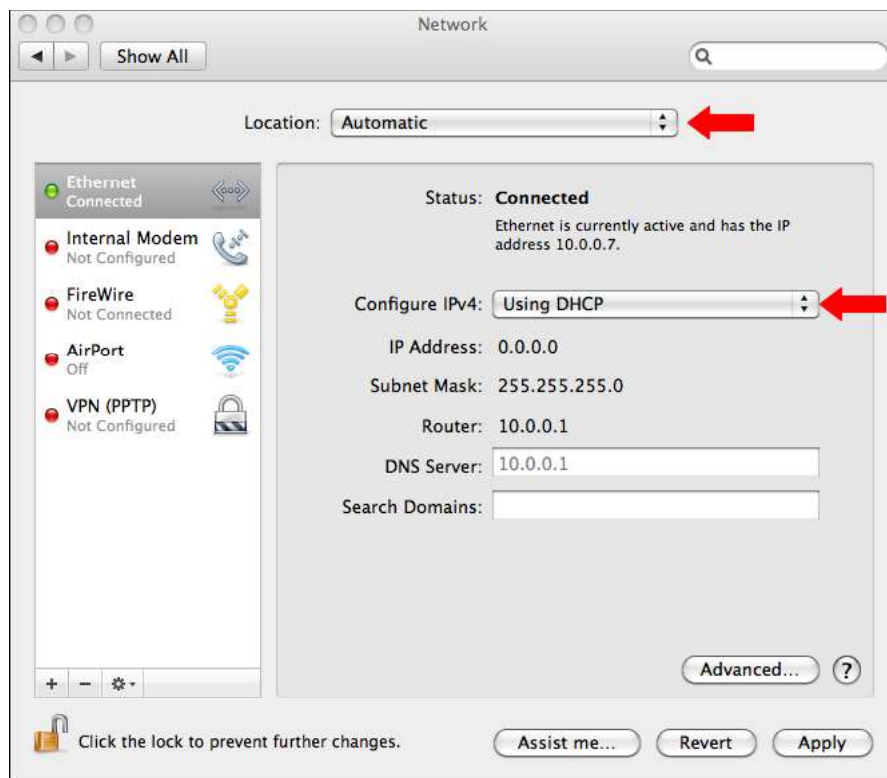 Network
Show All
Location: Automatic
Ethernet
Connected
Internal Modem
Not Configured
FireWire
Not Connected
AirPort
Off
VPN (PPTP)
Not Configured
Status: Connected
Ethernet is currently active and has the IP
address 10.0.0.7.
Configure IPv4: Using DHCP
IP Address: 0.0.0.0
Subnet Mask: 255.255.255.0
Router: 10.0.0.1
DNS Server: 10.0.0.1
Search Domains:
Advanced... ?
Click the lock to prevent further changes.
Assist me... Revert Apply